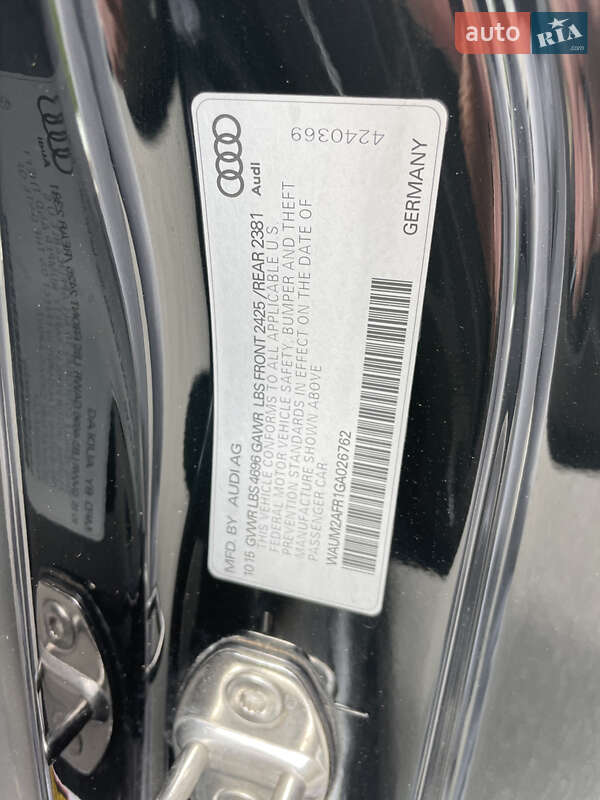 auto RIA
.com
Audi
4240369
GERMANY
MFD. BY AUDI AG
10 15 GVWR LBS 4696 GAWR LBS FRONT 2425 /REAR 2381
THIS VEHICLE CONFORMS TO ALL APPLICABLE U S.
FEDERAL MOTOR VEHICLE SAFETY, BUMPER AND THEFT
PREVENTION STANDARDS IN EFFECT ON THE DATE OF
MANUFACTURE SHOWN ABOVE
PASSENGER CAR
WAUM2AFR1GA026762